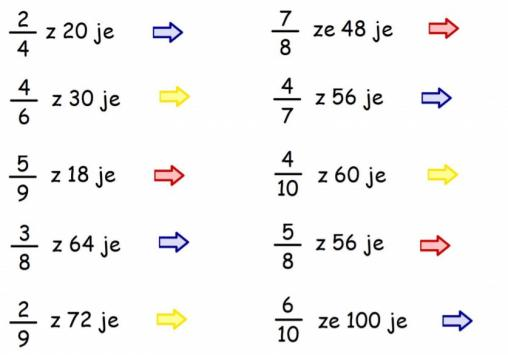 2/4 z 20 je
4/6 z 30 je
5/9 z 18 je
3/8 z 64 je
2/9 z 72 je
7/8 ze 48 je
4/7 z 56 je
4/10 z 60 je
5/8 z 56 je
6/10 ze 100 je